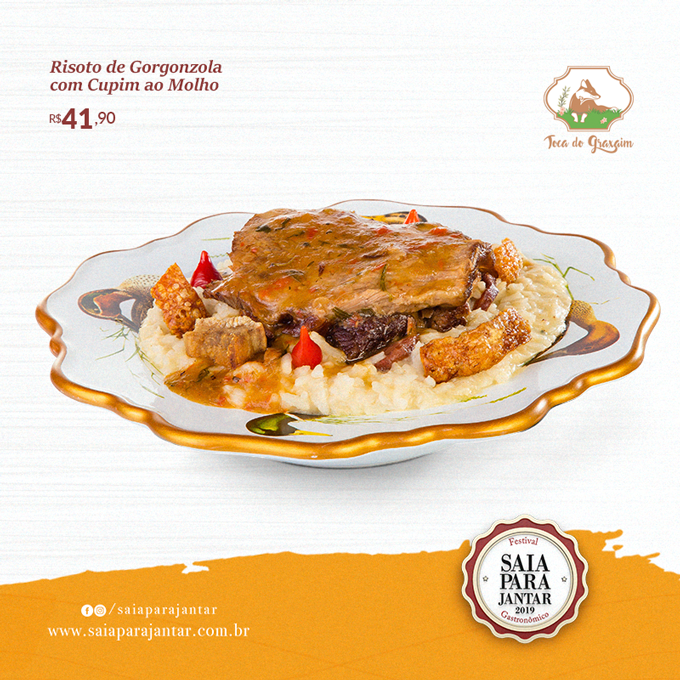 Risoto de Gorgonzola
com Cupim ao Molho
R$41,90
Toca do Graxaim
Festival
SAIA
PARA
JANTAR
2019
Gastronômico
/saiaparajantar
www.saiaparajantar.com.br